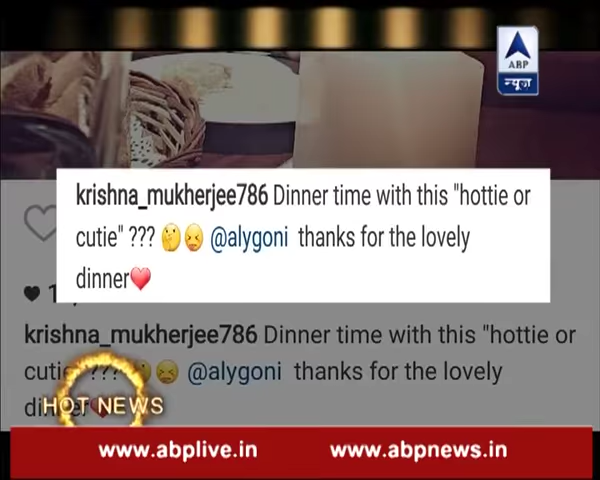 ABP
न्यूज़
krishna_mukherjee786 Dinner time with this "hottie or
cutie" ??? 🤔😝 @alygoni thanks for the lovely
dinner❤️
krishna_mukherjee786 Dinner time with this "hottie or
??? 😝 @alygoni thanks for the lovely
HOT NEWS
www.abplive.in
www.abpnews.in